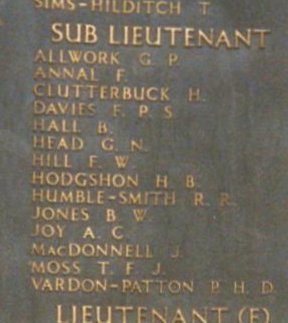 SIMS-HILDITCH T.
SUB LIEUTENANT
ALLWORK G. P.
ANNAL F.
CLUTTERBUCK H.
DAVIES F. P. S.
HALL B.
HEAD G. N.
HILL F. W.
HODGSHON H. B.
HUMBLE-SMITH R. R.
JONES B. W.
JOY A. C.
MacDONNELL J.
MOSS T. F. J.
VARDON-PATTON P. H. D.
LIEUTENANT (E)